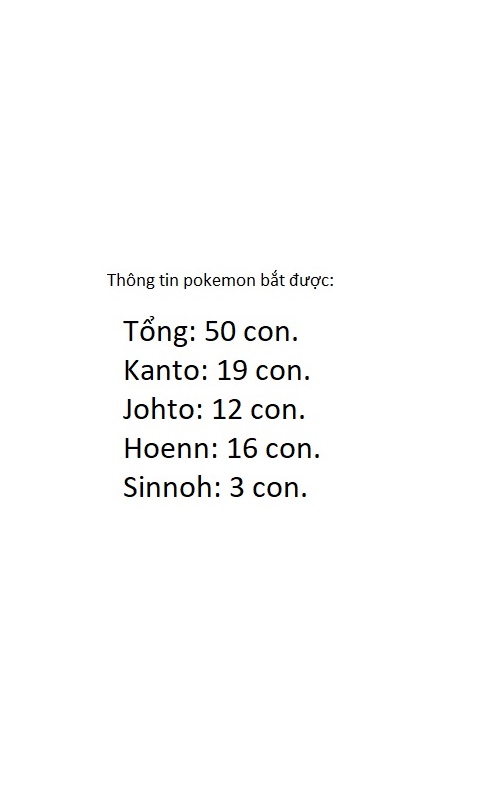 Thông tin pokemon bắt được:
Tổng: 50 con.
Kanto: 19 con.
Johto: 12 con.
Hoenn: 16 con.
Sinnoh: 3 con.